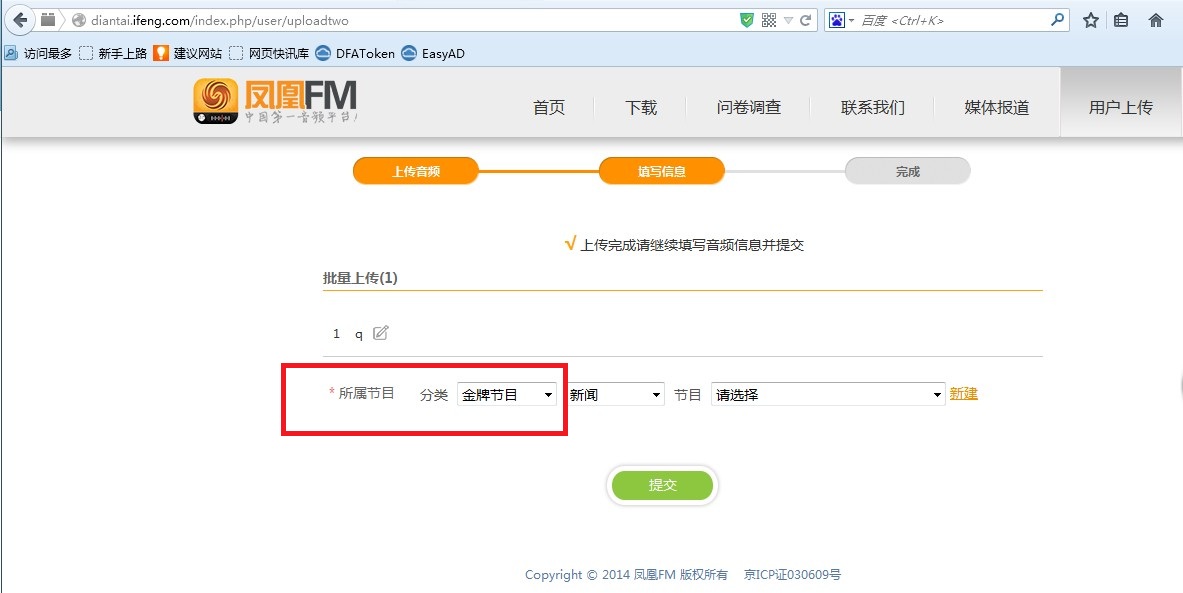 diantai.ifeng.com/index.php/user/uploadtwo
百度 <Ctrl+K>
访问最多 新手上路 建议网站 网页快讯库 DFAToken EasyAD
凤凰FM
中国第一音频平台!
首页 下载 问卷调查 联系我们 媒体报道 用户上传
上传音频 填写信息 完成
√上传完成请继续填写音频信息并提交
批量上传(1)
1 q
* 所属节目 分类 金牌节目 新闻 节目 请选择 新建
提交
Copyright © 2014 凤凰FM 版权所有 京ICP证030609号